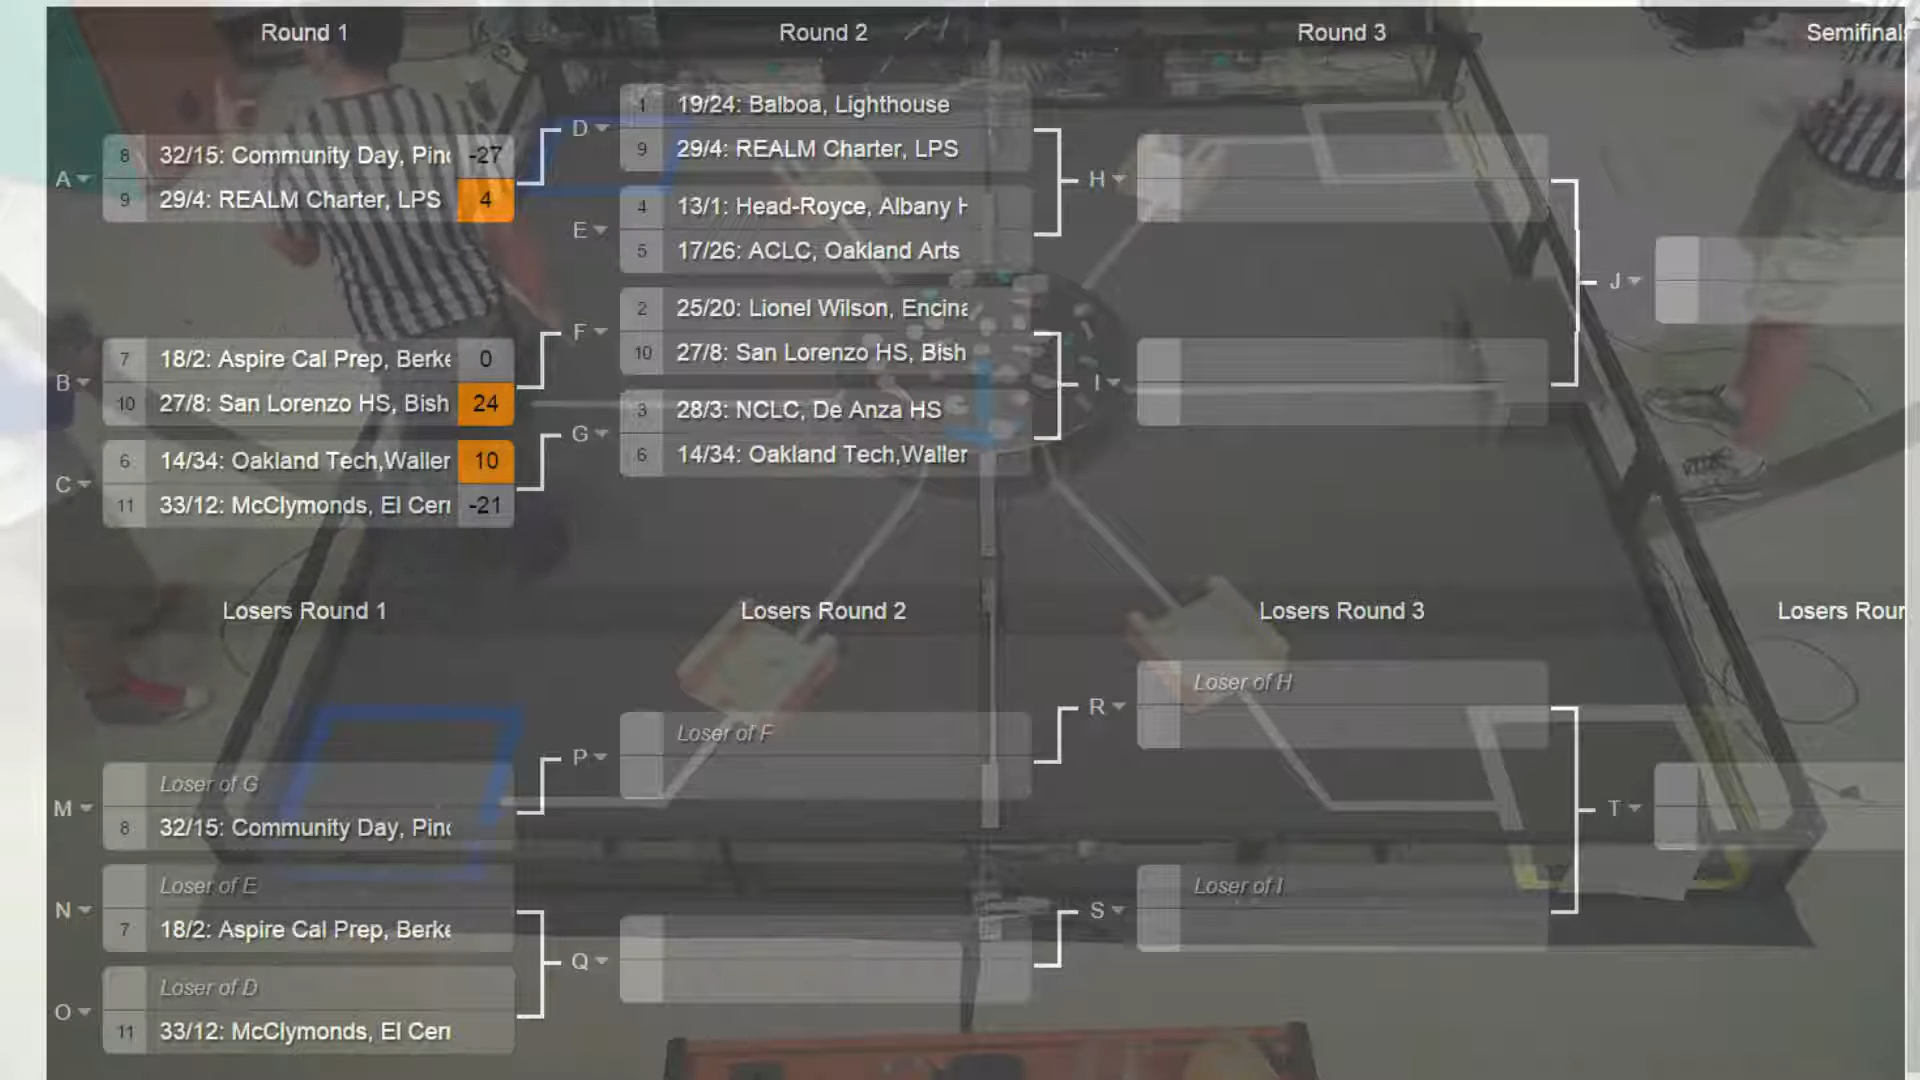 Round 1
Round 2
Round 3
Semifinals
A
8 32/15: Community Day, Pino -27
9 29/4: REALM Charter, LPS 4
B
7 18/2: Aspire Cal Prep, Berke 0
10 27/8: San Lorenzo HS, Bish 24
C
6 14/34: Oakland Tech,Waller 10
11 33/12: McClymonds, El Cerr -21
D
1 19/24: Balboa, Lighthouse
9 29/4: REALM Charter, LPS
E
4 13/1: Head-Royce, Albany H
5 17/26: ACLC, Oakland Arts
F
2 25/20: Lionel Wilson, Encina
10 27/8: San Lorenzo HS, Bish
G
3 28/3: NCLC, De Anza HS
6 14/34: Oakland Tech,Waller
H
I
J
Losers Round 1
Losers Round 2
Losers Round 3
Losers Roun
M
Loser of G
8 32/15: Community Day, Pino
N
Loser of E
7 18/2: Aspire Cal Prep, Berke
O
Loser of D
11 33/12: McClymonds, El Cerr
P
Loser of F
Q
R
Loser of H
S
Loser of I
T